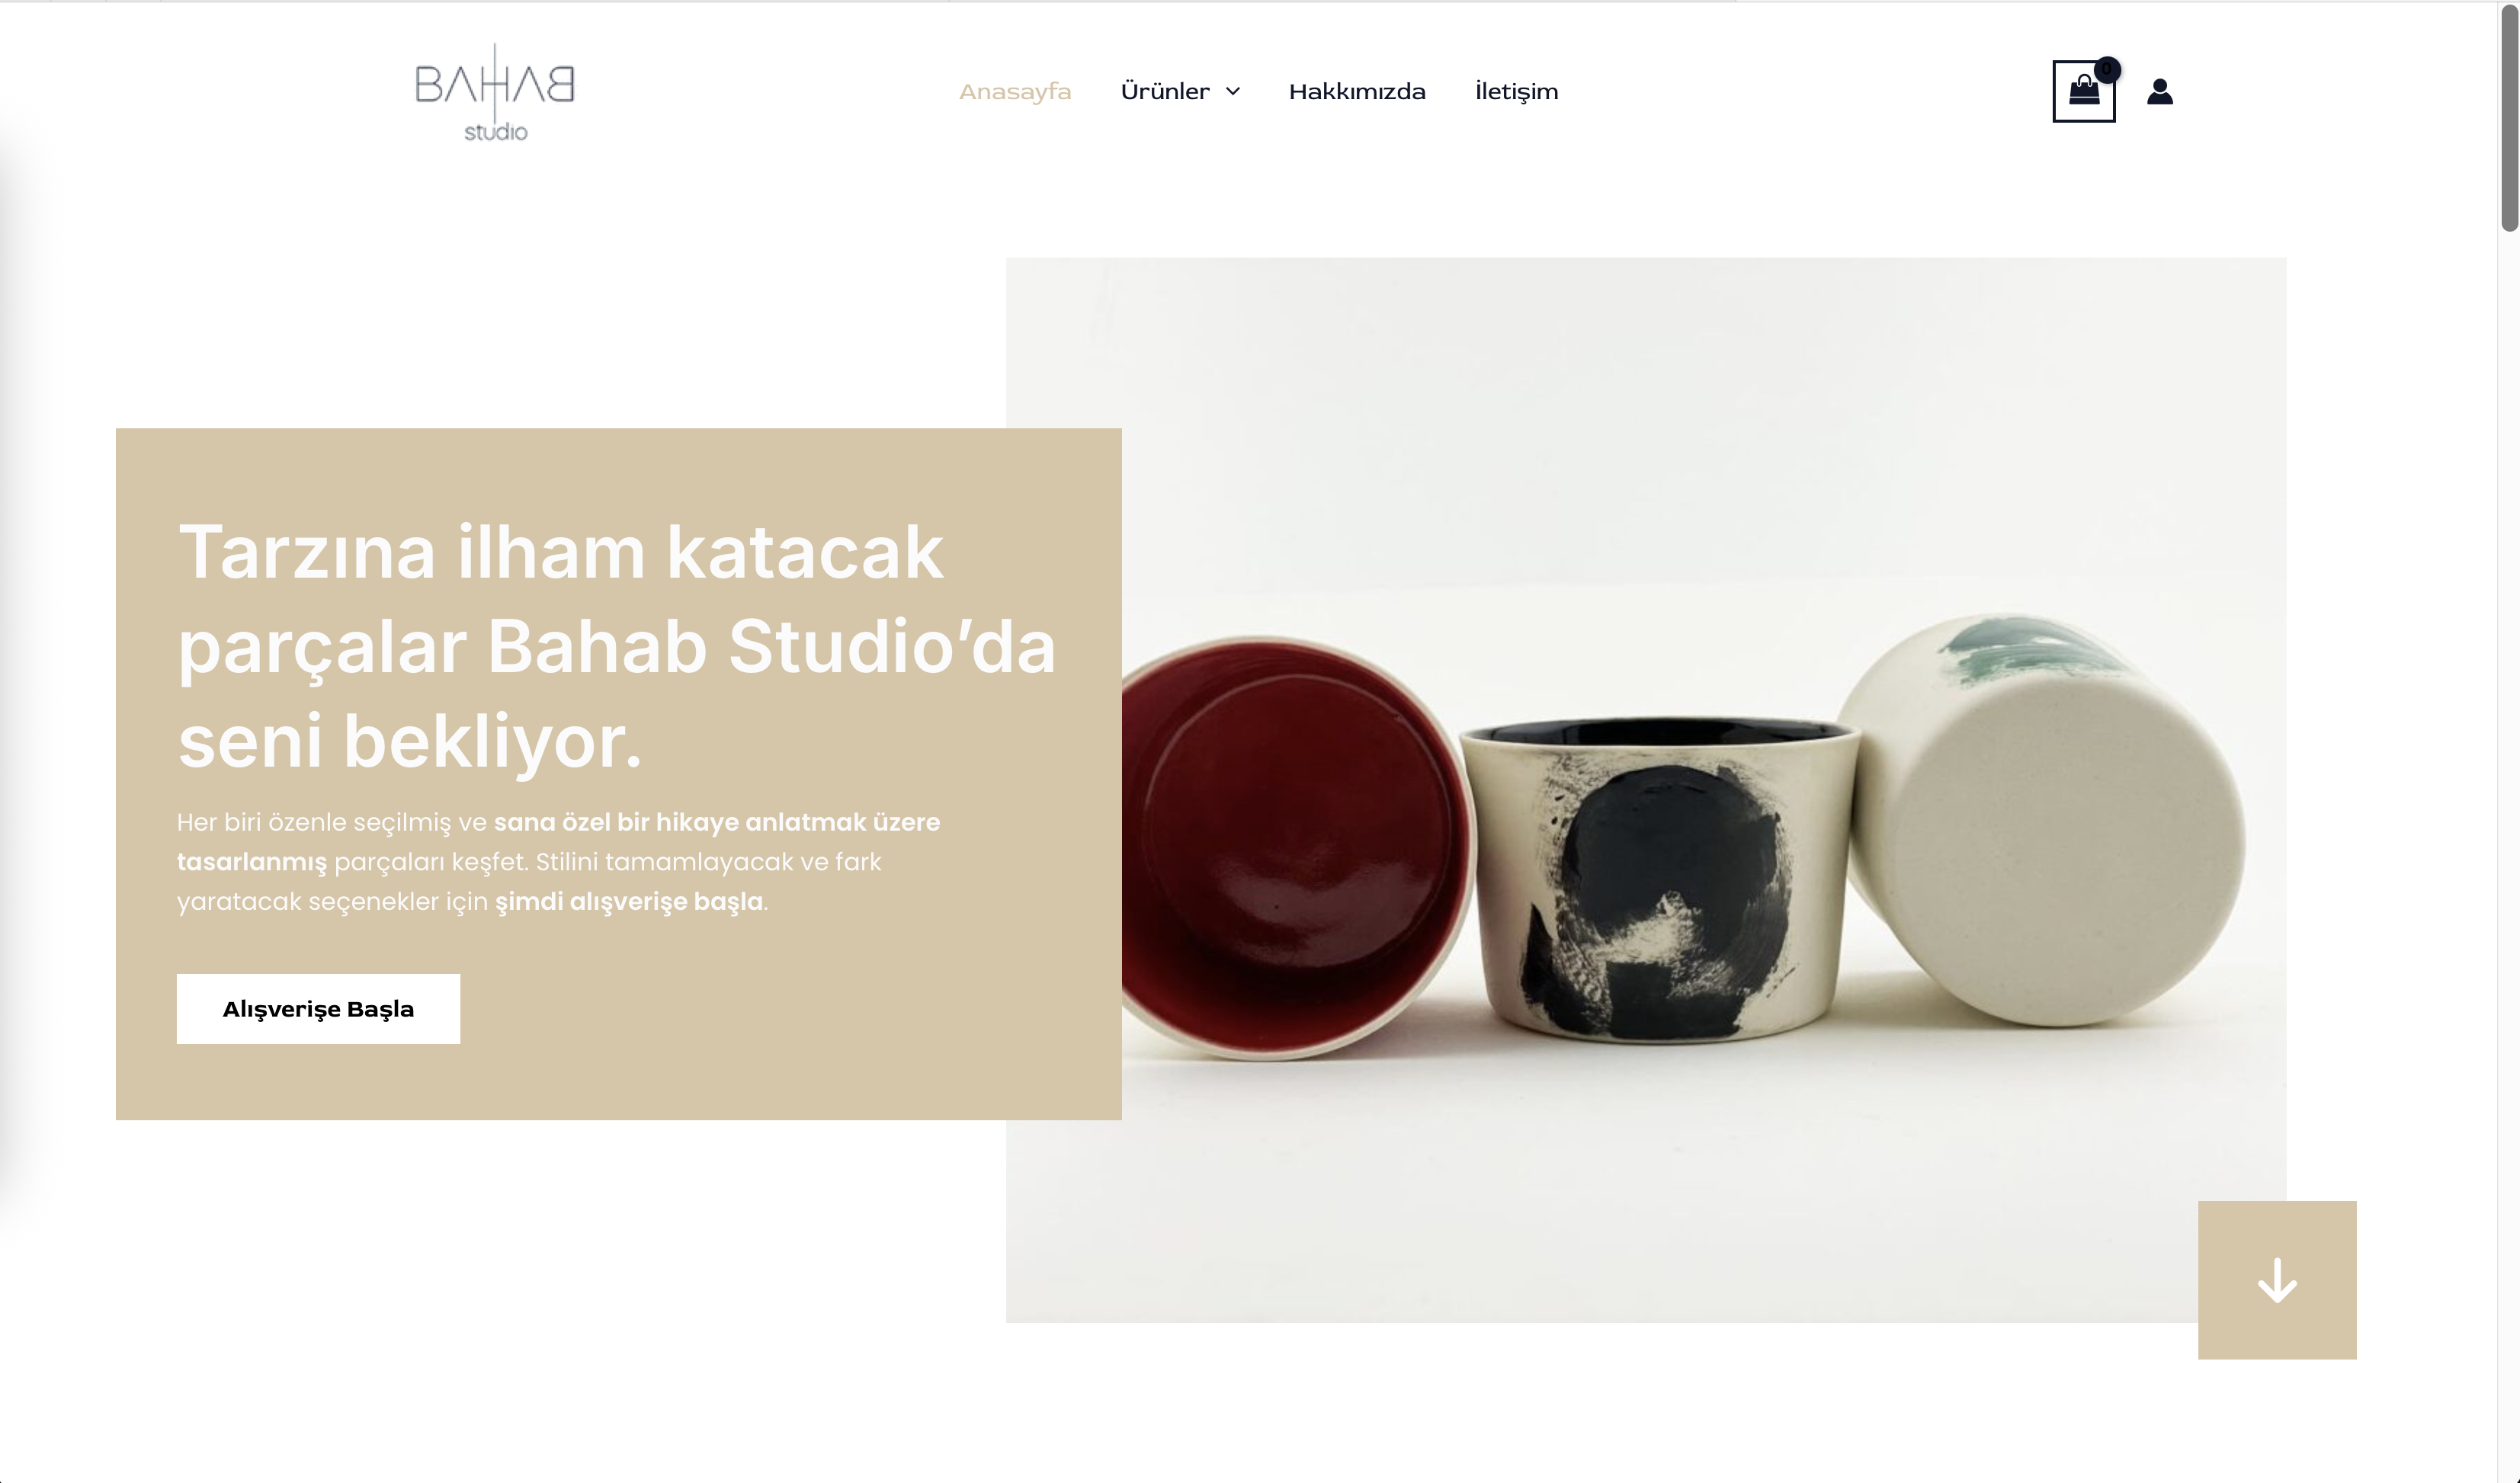 BAHAB
studio
Anasayfa
Ürünler
Hakkımızda
İletişim
0
Tarzına ilham katacak
parçalar Bahab Studio’da
seni bekliyor.
Her biri özenle seçilmiş ve sana özel bir hikaye anlatmak üzere
tasarlanmış parçaları keşfet. Stilini tamamlayacak ve fark
yaratacak seçenekler için şimdi alışverişe başla.
Alışverişe Başla